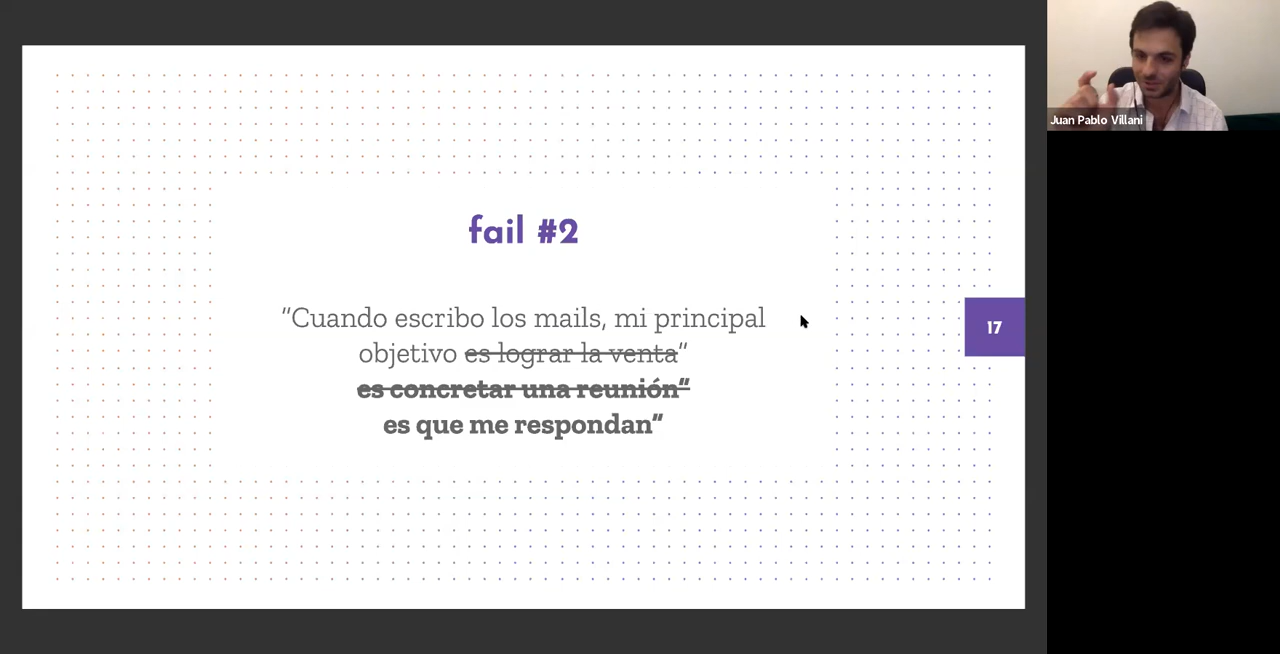 fail #2
"Cuando escribo los mails, mi principal
objetivo es lograr la venta"
es concretar una reunión"
es que me respondan"
17
Juan Pablo Villani